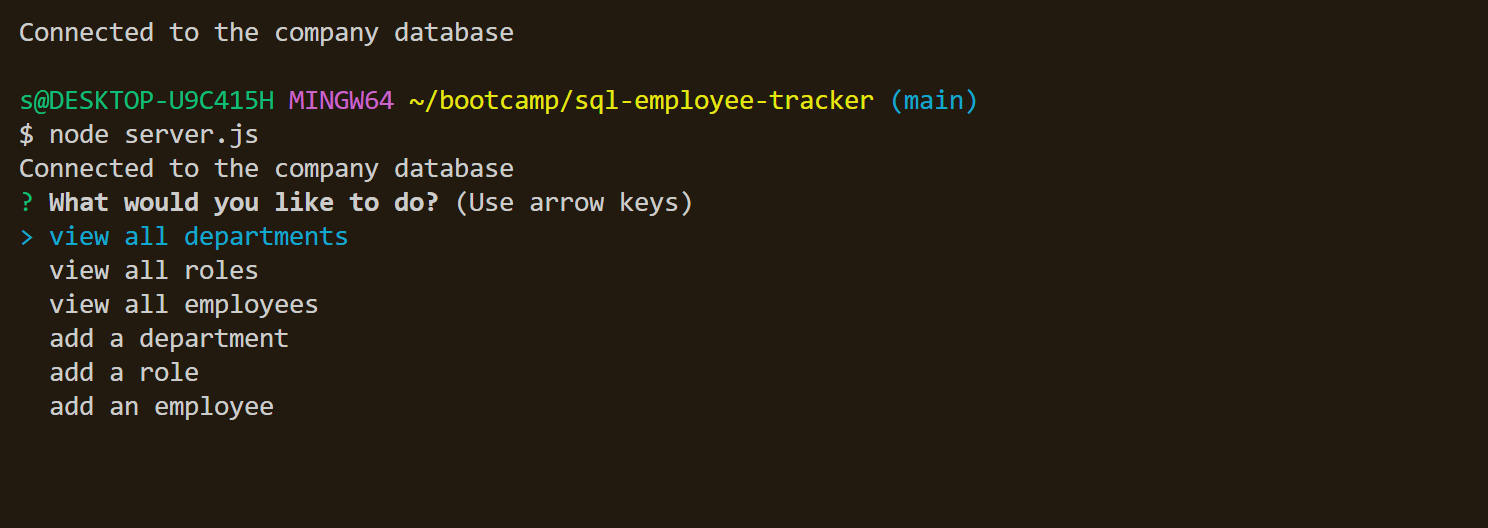 Connected to the company database
s@DESKTOP-U9C415H MINGW64 ~/bootcamp/sql-employee-tracker (main)
$ node server.js
Connected to the company database
? What would you like to do? (Use arrow keys)
> view all departments
view all roles
view all employees
add a department
add a role
add an employee